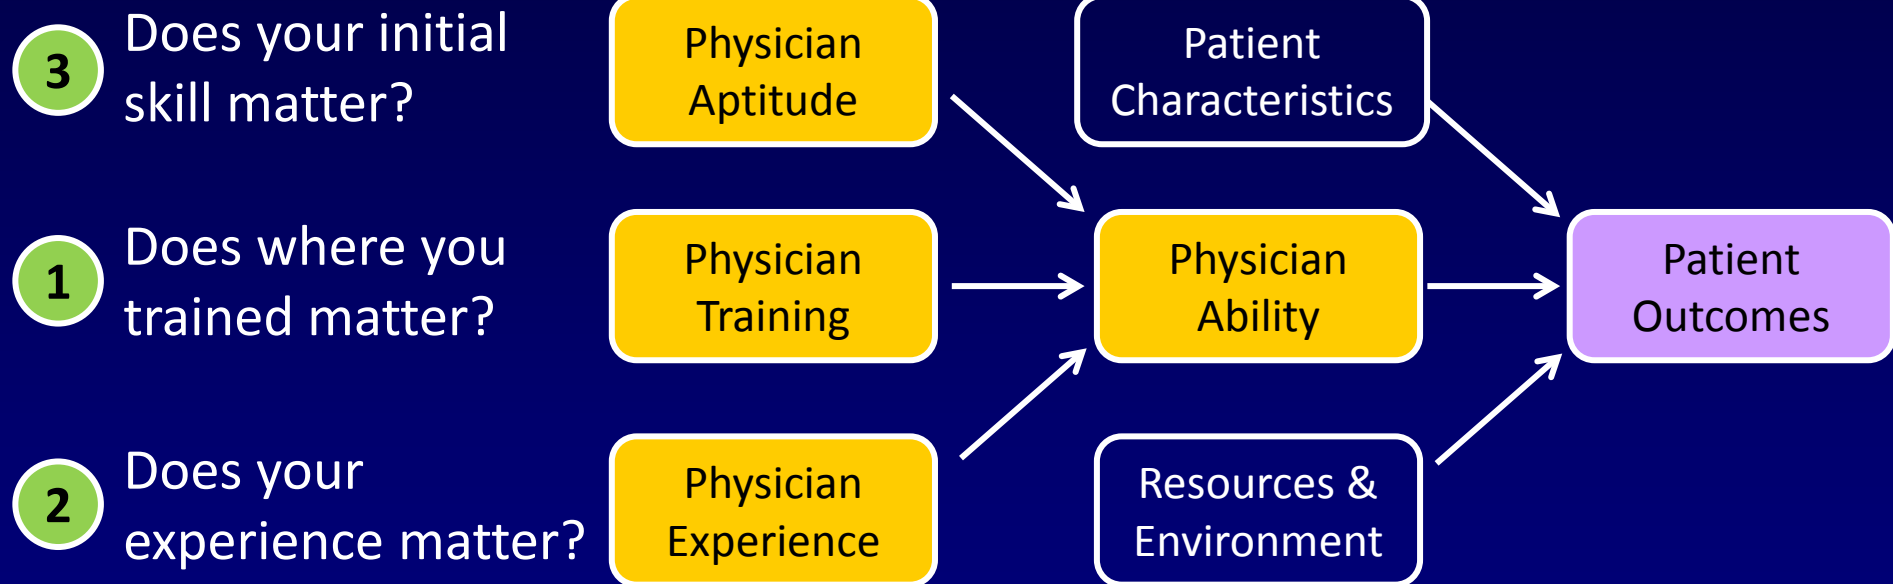 3
Does your initial
skill matter?
Physician
Aptitude
Patient
Characteristics
1
Does where you
trained matter?
Physician
Training
Physician
Ability
Patient
Outcomes
2
Does your
experience matter?
Physician
Experience
Resources &
Environment